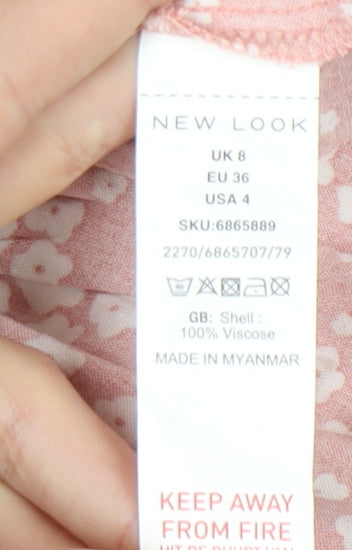 NEW LOOK
UK 8
EU 36
USA 4
SKU:6865889
2270/6865707/79
40
GB: Shell :
100% Viscose
MADE IN MYANMAR
KEEP AWAY
FROM FIRE